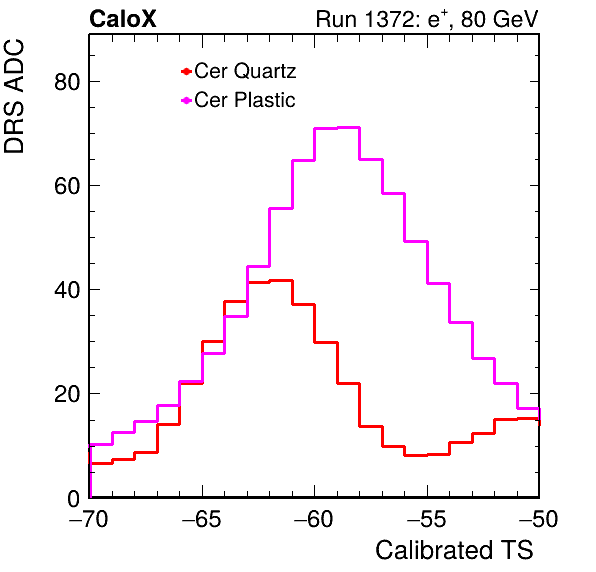 CaloX Run 1372: e⁺, 80 GeV
DRS ADC
Cer Quartz
Cer Plastic
80
60
40
20
0
−70 −65 −60 −55 −50
Calibrated TS